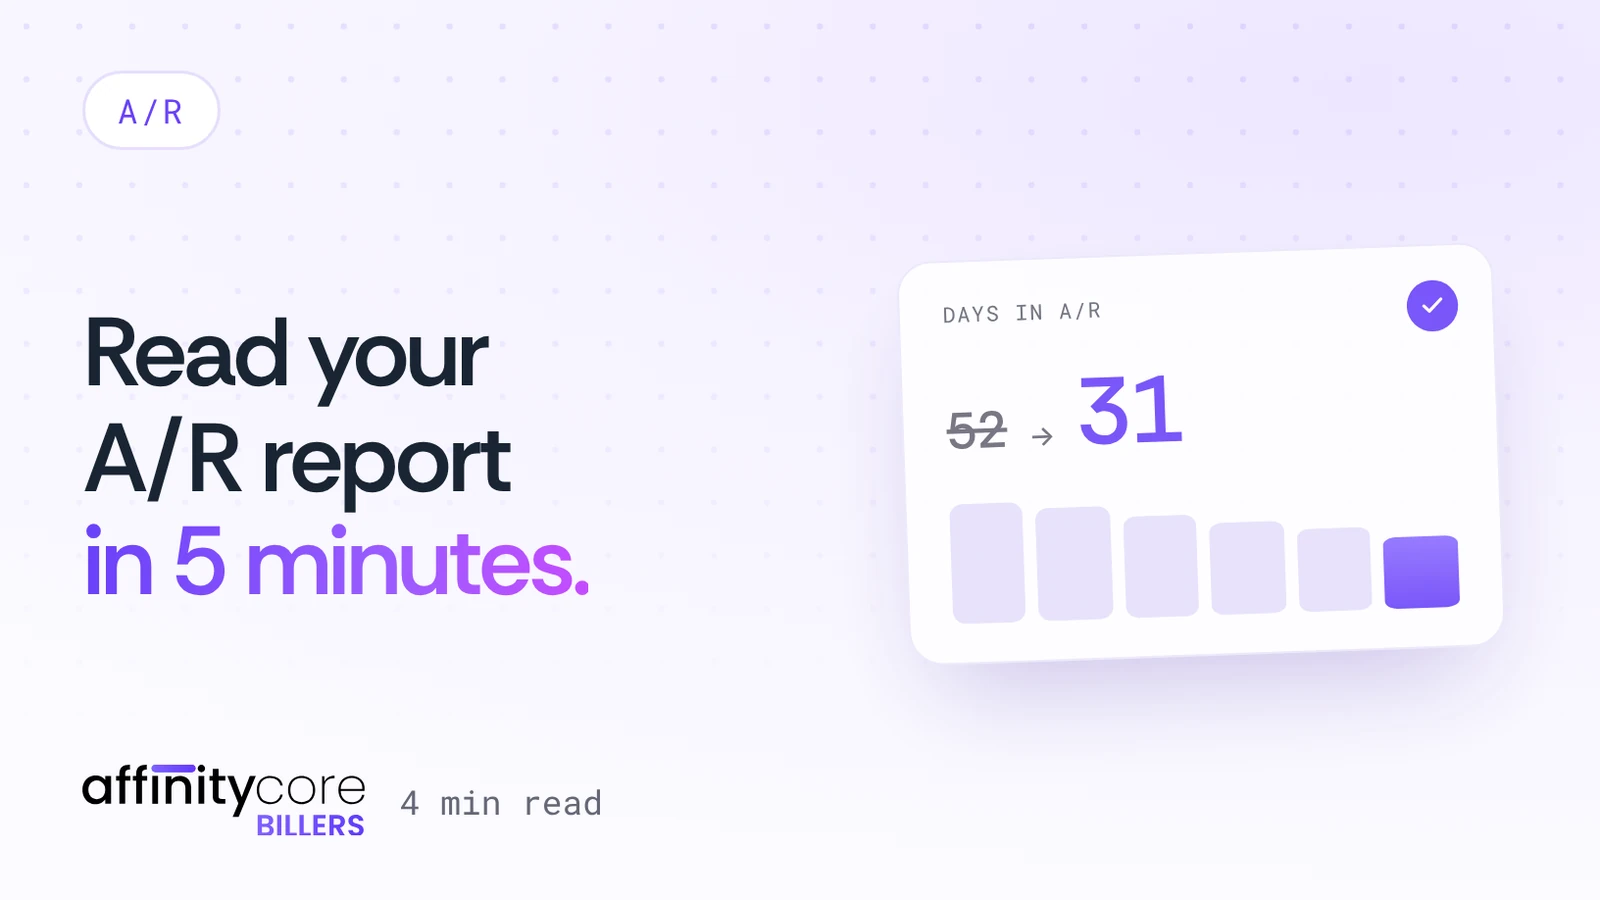 A/R
Read your
A/R report
in 5 minutes.
DAYS IN A/R
52 → 31
affinitycore
BILLERS
4 min read